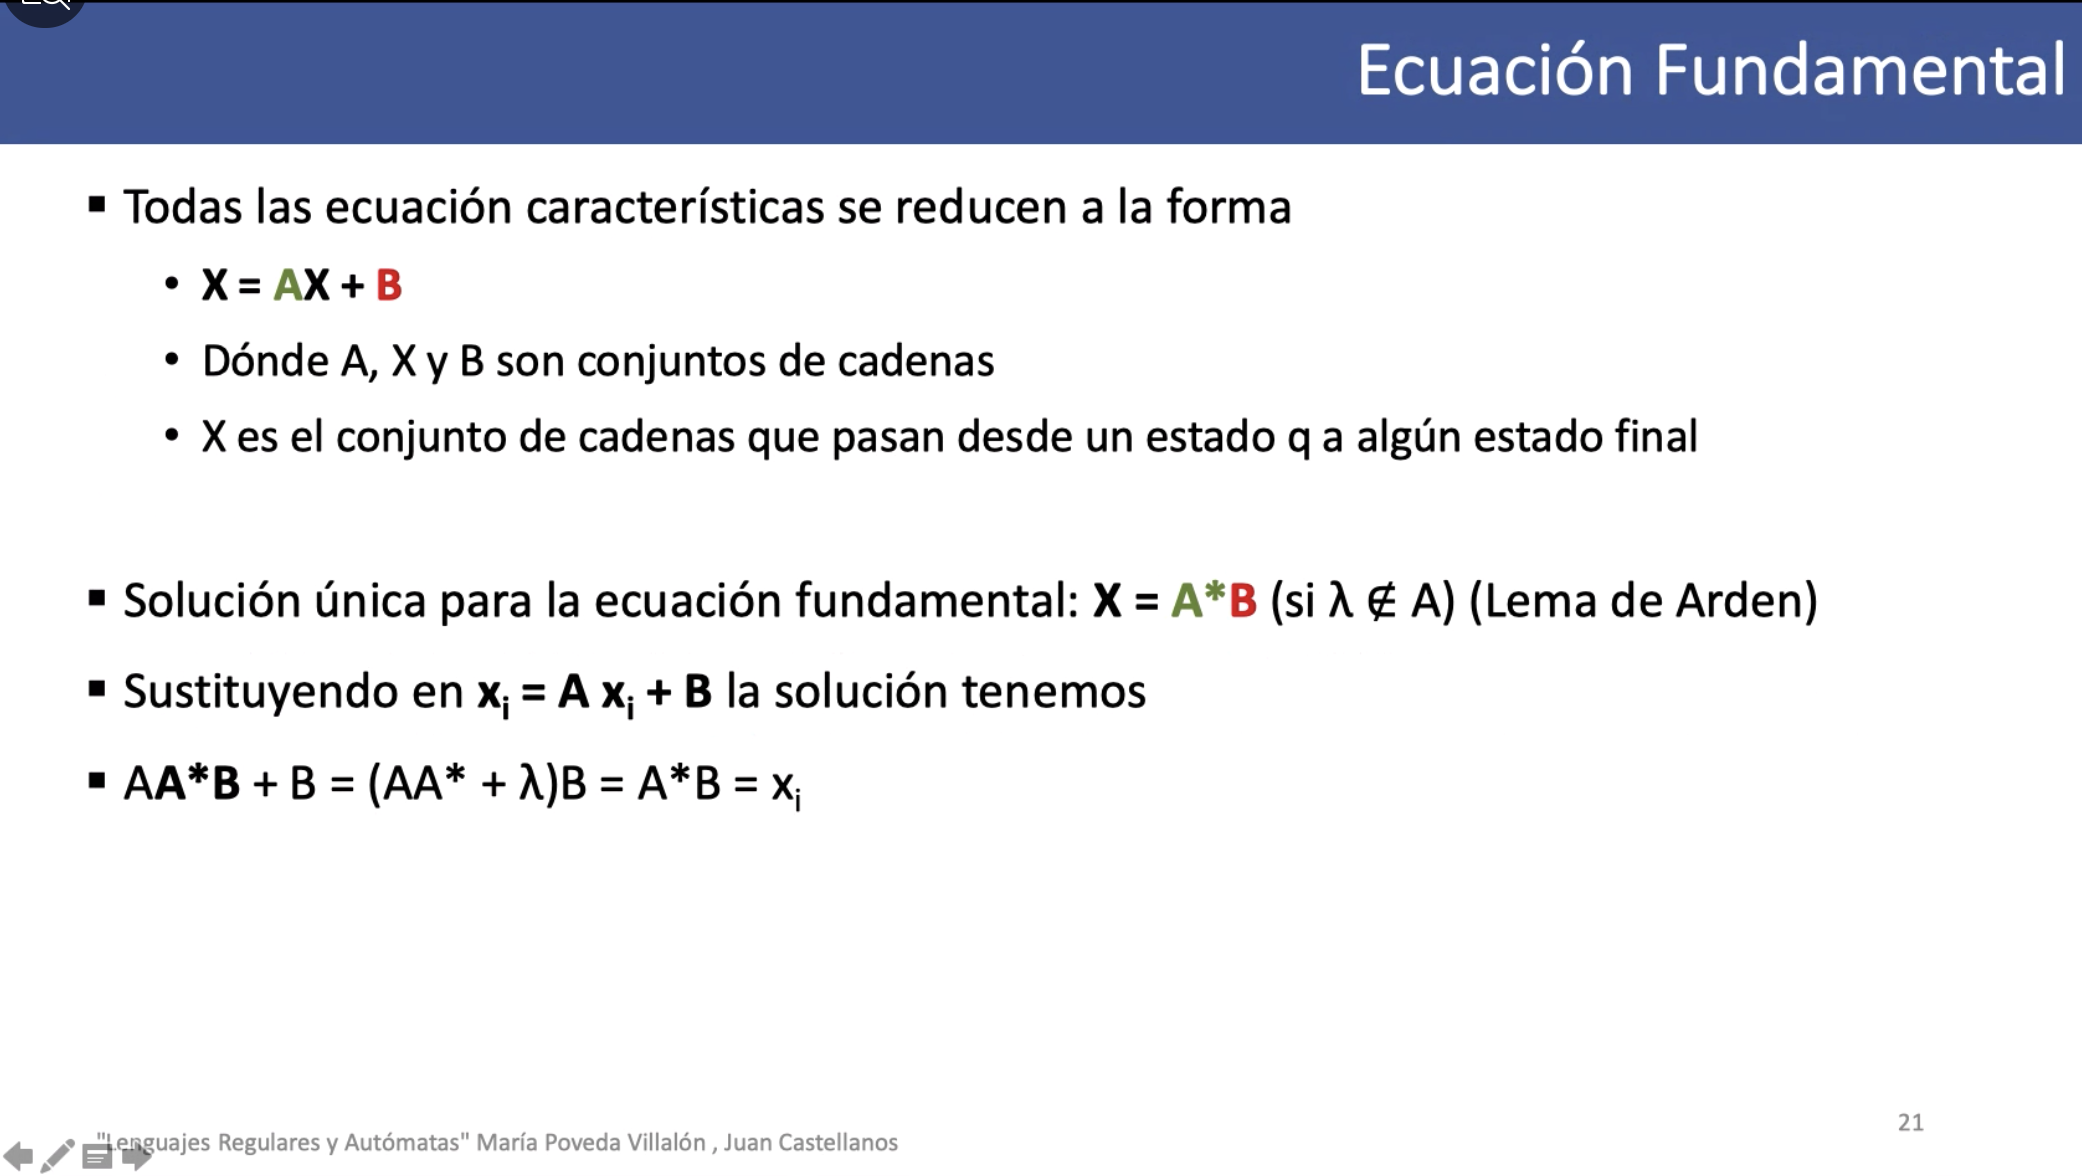 Ecuación Fundamental
▪ Todas las ecuación características se reducen a la forma
• X = AX + B
• Dónde A, X y B son conjuntos de cadenas
• X es el conjunto de cadenas que pasan desde un estado q a algún estado final
▪ Solución única para la ecuación fundamental: X = A*B (si λ ∉ A) (Lema de Arden)
▪ Sustituyendo en xᵢ = A xᵢ + B la solución tenemos
▪ AA*B + B = (AA* + λ)B = A*B = xᵢ
21
"Lenguajes Regulares y Autómatas" María Poveda Villalón , Juan Castellanos